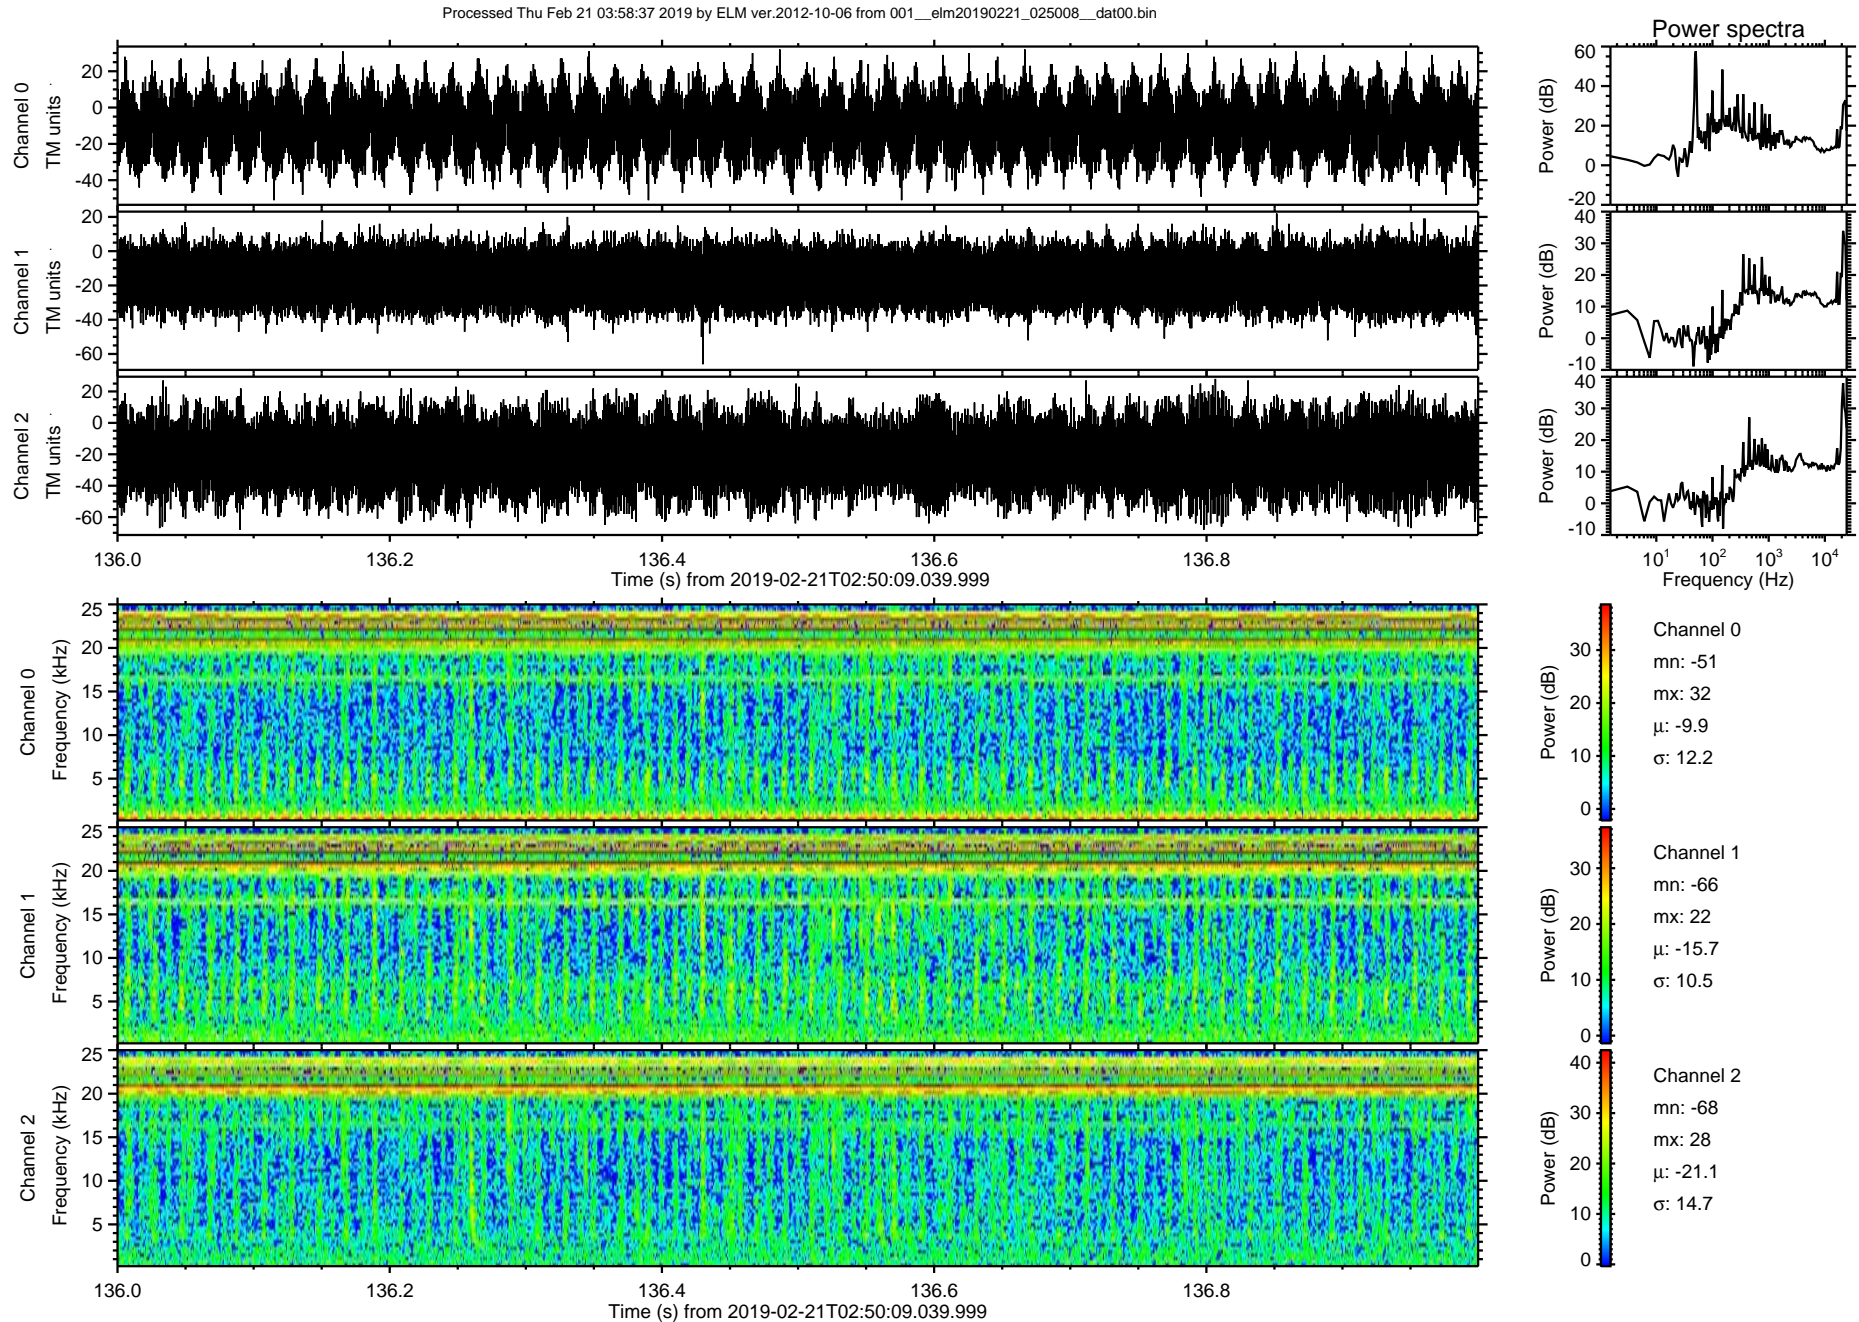 Processed Thu Feb 21 03:58:37 2019 by ELM ver.2012-10-06 from 001__elm20190221_025008__dat00.bin
Power spectra
Channel 0
TM units
20
0
-20
-40
Power (dB)
60
40
20
0
-20
Channel 1
TM units
20
0
-20
-40
-60
Power (dB)
40
30
20
10
0
-10
Channel 2
TM units
20
0
-20
-40
-60
Power (dB)
40
30
20
10
0
-10
136.0 136.2 136.4 136.6 136.8
Time (s) from 2019-02-21T02:50:09.039.999
10¹ 10² 10³ 10⁴
Frequency (Hz)
Channel 0
Frequency (kHz)
25
20
15
10
5
Power (dB)
30
20
10
0
Channel 0
mn: -51
mx: 32
μ: -9.9
σ: 12.2
Channel 1
Frequency (kHz)
25
20
15
10
5
Power (dB)
30
20
10
0
Channel 1
mn: -66
mx: 22
μ: -15.7
σ: 10.5
Channel 2
Frequency (kHz)
25
20
15
10
5
Power (dB)
40
30
20
10
0
Channel 2
mn: -68
mx: 28
μ: -21.1
σ: 14.7
136.0 136.2 136.4 136.6 136.8
Time (s) from 2019-02-21T02:50:09.039.999